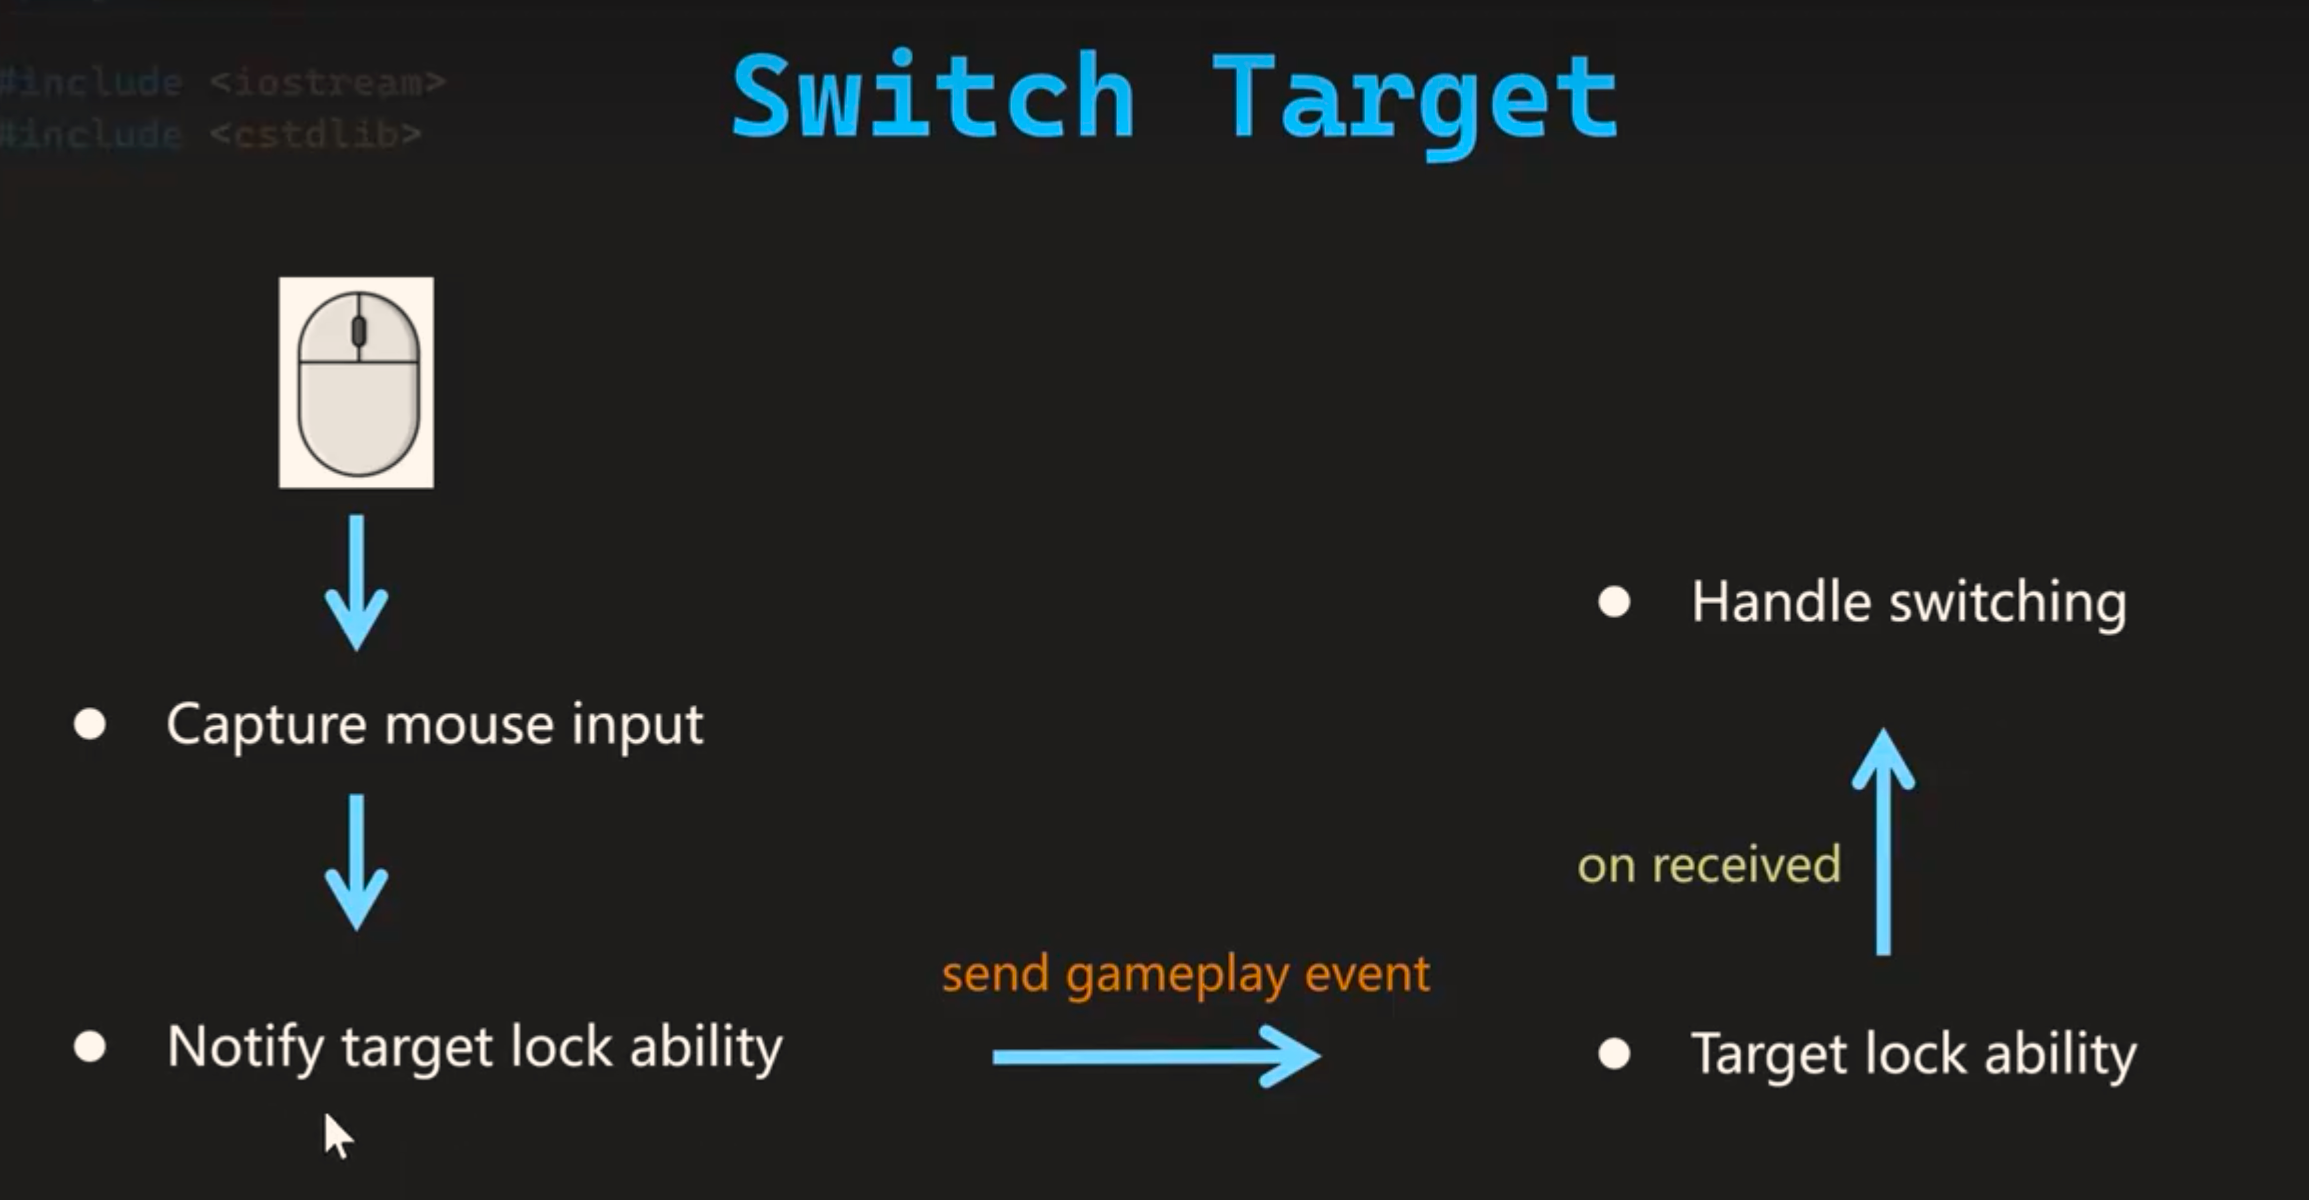 #include <iostream>
#include <cstdlib>
Switch Target
Capture mouse input
Notify target lock ability
send gameplay event
Target lock ability
on received
Handle switching